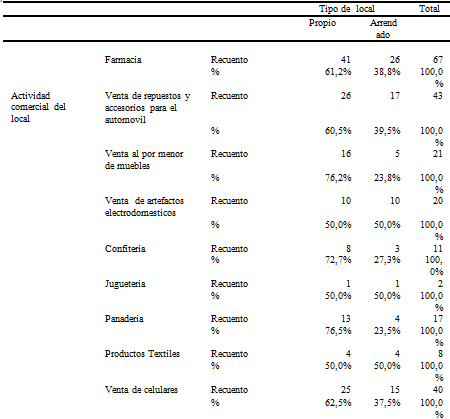 Tipo de local Total
Propio Arrend
ado
Farmacia Recuento 41 26 67
% 61,2% 38,8% 100,0
%
Actividad Venta de repuestos y Recuento 26 17 43
comercial del accesorios para el
local automovil
% 60,5% 39,5% 100,0
%
Venta al por menor Recuento 16 5 21
de muebles
% 76,2% 23,8% 100,0
%
Venta de artefactos Recuento 10 10 20
electrodomesticos
% 50,0% 50,0% 100,0
%
Confiteria Recuento 8 3 11
% 72,7% 27,3% 100,
0%
Jugueteria Recuento 1 1 2
% 50,0% 50,0% 100,0
%
Panaderia Recuento 13 4 17
% 76,5% 23,5% 100,0
%
Productos Textiles Recuento 4 4 8
% 50,0% 50,0% 100,0
%
Venta de celulares Recuento 25 15 40
% 62,5% 37,5% 100,0
%